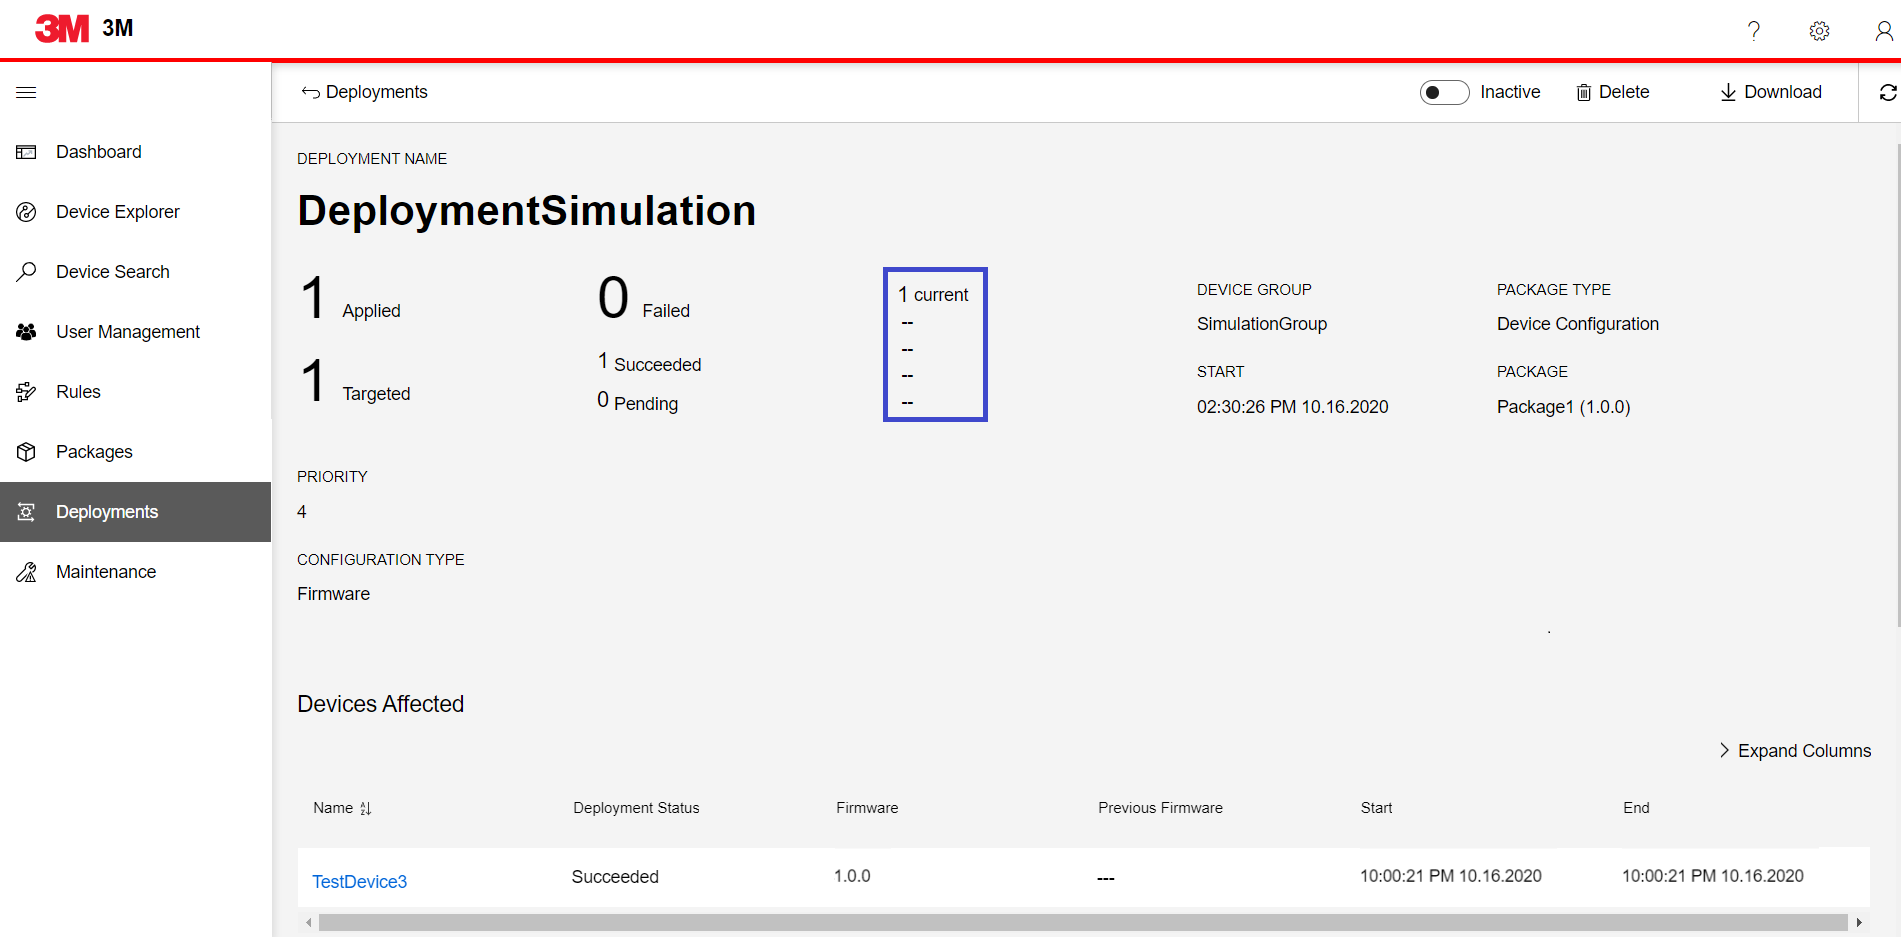 3M 3M
?
Deployments
Inactive
Delete
Download
Dashboard
Device Explorer
Device Search
User Management
Rules
Packages
Deployments
Maintenance
DEPLOYMENT NAME
DeploymentSimulation
1 Applied
1 Targeted
0 Failed
1 Succeeded
0 Pending
1 current
--
--
--
--
DEVICE GROUP
SimulationGroup
START
02:30:26 PM 10.16.2020
PACKAGE TYPE
Device Configuration
PACKAGE
Package1 (1.0.0)
PRIORITY
4
CONFIGURATION TYPE
Firmware
.
Devices Affected
Expand Columns
Name Deployment Status Firmware Previous Firmware Start End
TestDevice3 Succeeded 1.0.0 --- 10:00:21 PM 10.16.2020 10:00:21 PM 10.16.2020